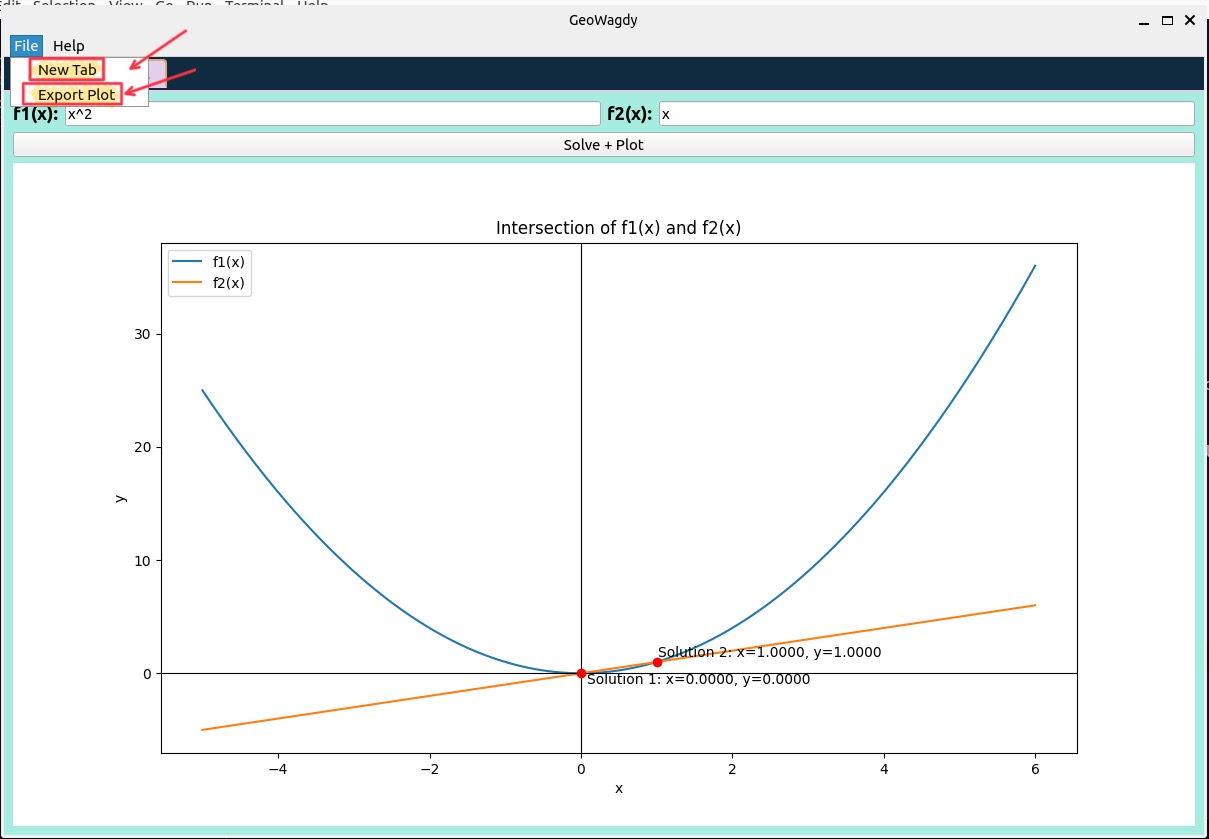 Edit Selection View Go Run Terminal Help
GeoWagdy
File Help
New Tab
Export Plot
f1(x): x^2 f2(x): x
Solve + Plot
Intersection of f1(x) and f2(x)
f1(x)
f2(x)
30
20
10
0
y
Solution 2: x=1.0000, y=1.0000
Solution 1: x=0.0000, y=0.0000
−4 −2 0 2 4 6
x